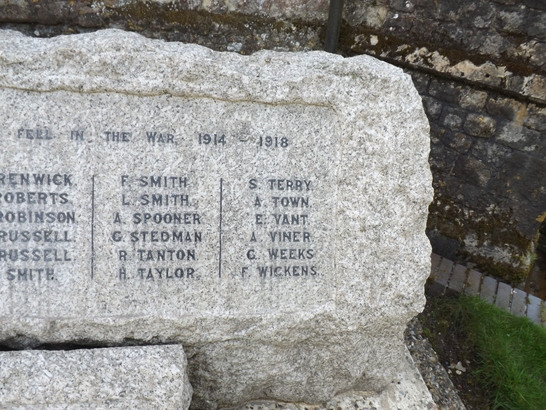 FELL IN THE WAR, 1914 - 1918
RENWICK.
ROBERTS.
ROBINSON
RUSSELL.
RUSSELL.
SMITH.
F. SMITH.
L. SMITH.
A. SPOONER
G. STEDMAN
R. TANTON.
H. TAYLOR.
S. TERRY.
A. TOWN.
E. VANT.
A. VINER.
G. WEEKS
F. WICKENS.